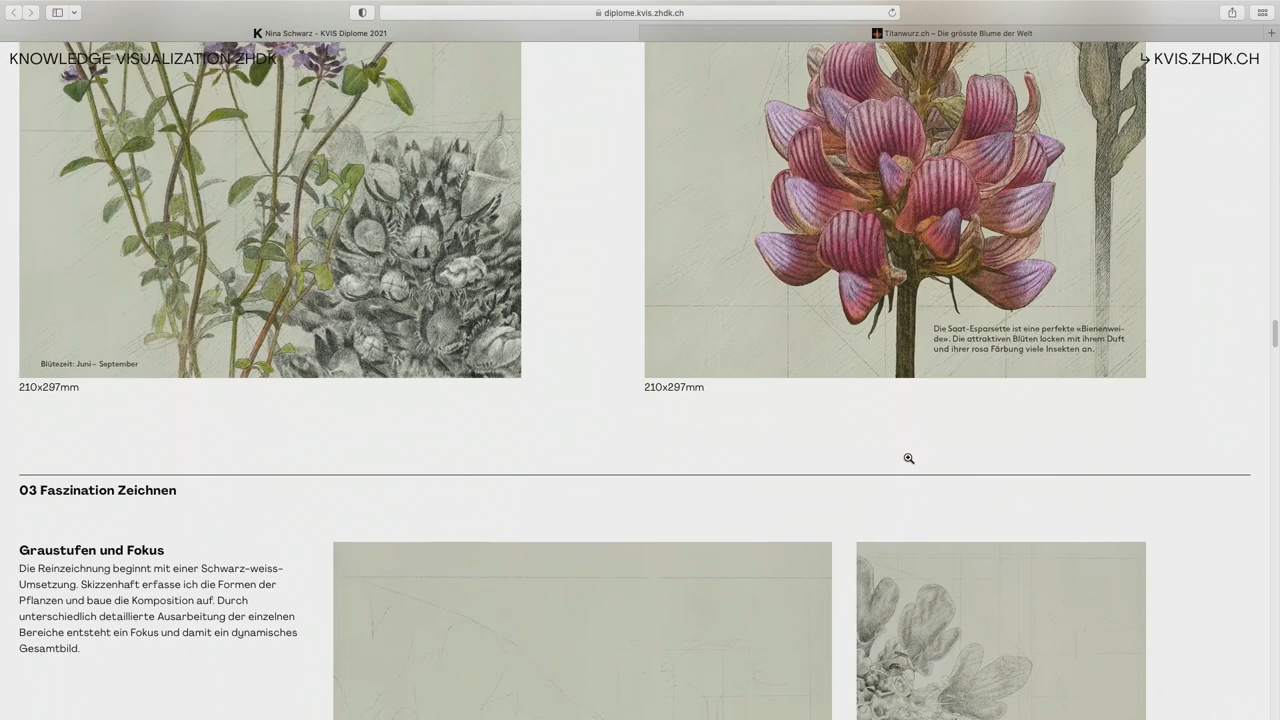 diplome.kvis.zhdk.ch
Nina Schwarz - KVIS Diplome 2021
Titanwurz.ch – Die grösste Blume der Welt
KNOWLEDGE VISUALIZATION ZHDK
↳ KVIS.ZHDK.CH
Blütezeit: Juni – September
Die Saat-Esparsette ist eine perfekte «Bienenwei-
de». Die attraktiven Blüten locken mit ihrem Duft
und ihrer rosa Färbung viele Insekten an.
210x297mm
210x297mm
03 Faszination Zeichnen
Graustufen und Fokus
Die Reinzeichnung beginnt mit einer Schwarz-weiss-
Umsetzung. Skizzenhaft erfasse ich die Formen der
Pflanzen und baue die Komposition auf. Durch
unterschiedlich detaillierte Ausarbeitung der einzelnen
Bereiche entsteht ein Fokus und damit ein dynamisches
Gesamtbild.